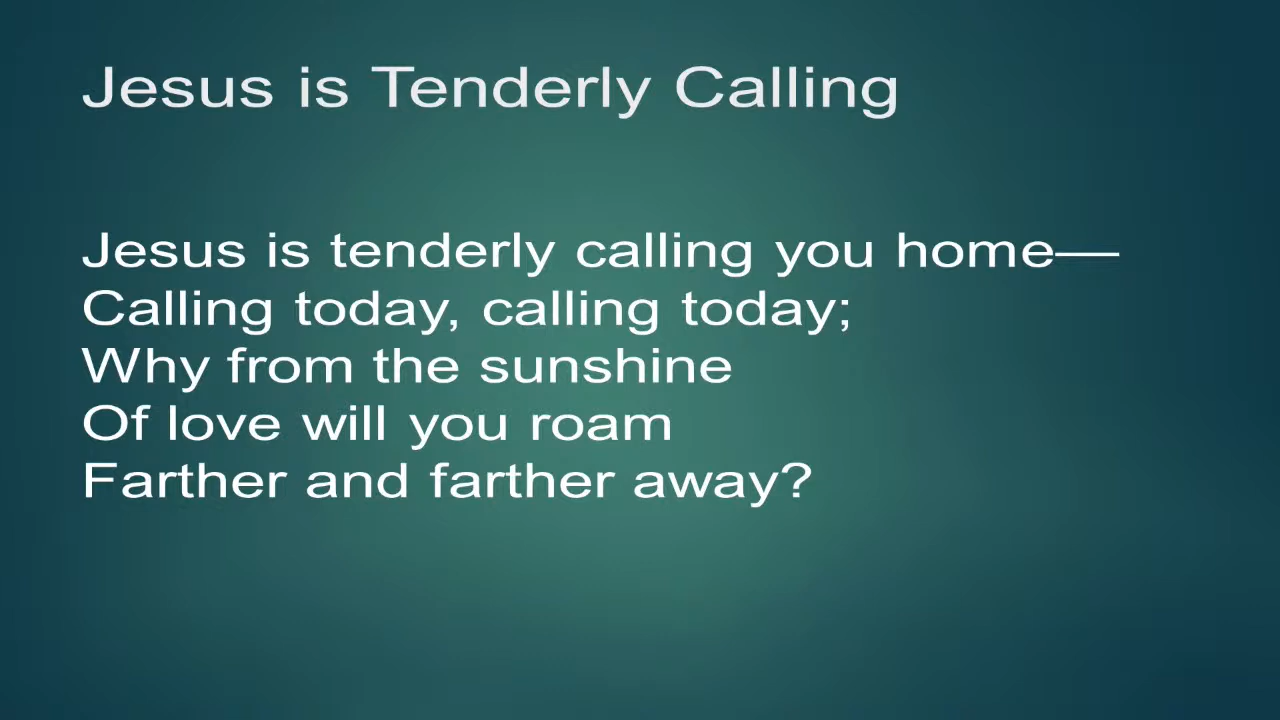 Jesus is Tenderly Calling
Jesus is tenderly calling you home—
Calling today, calling today;
Why from the sunshine
Of love will you roam
Farther and farther away?